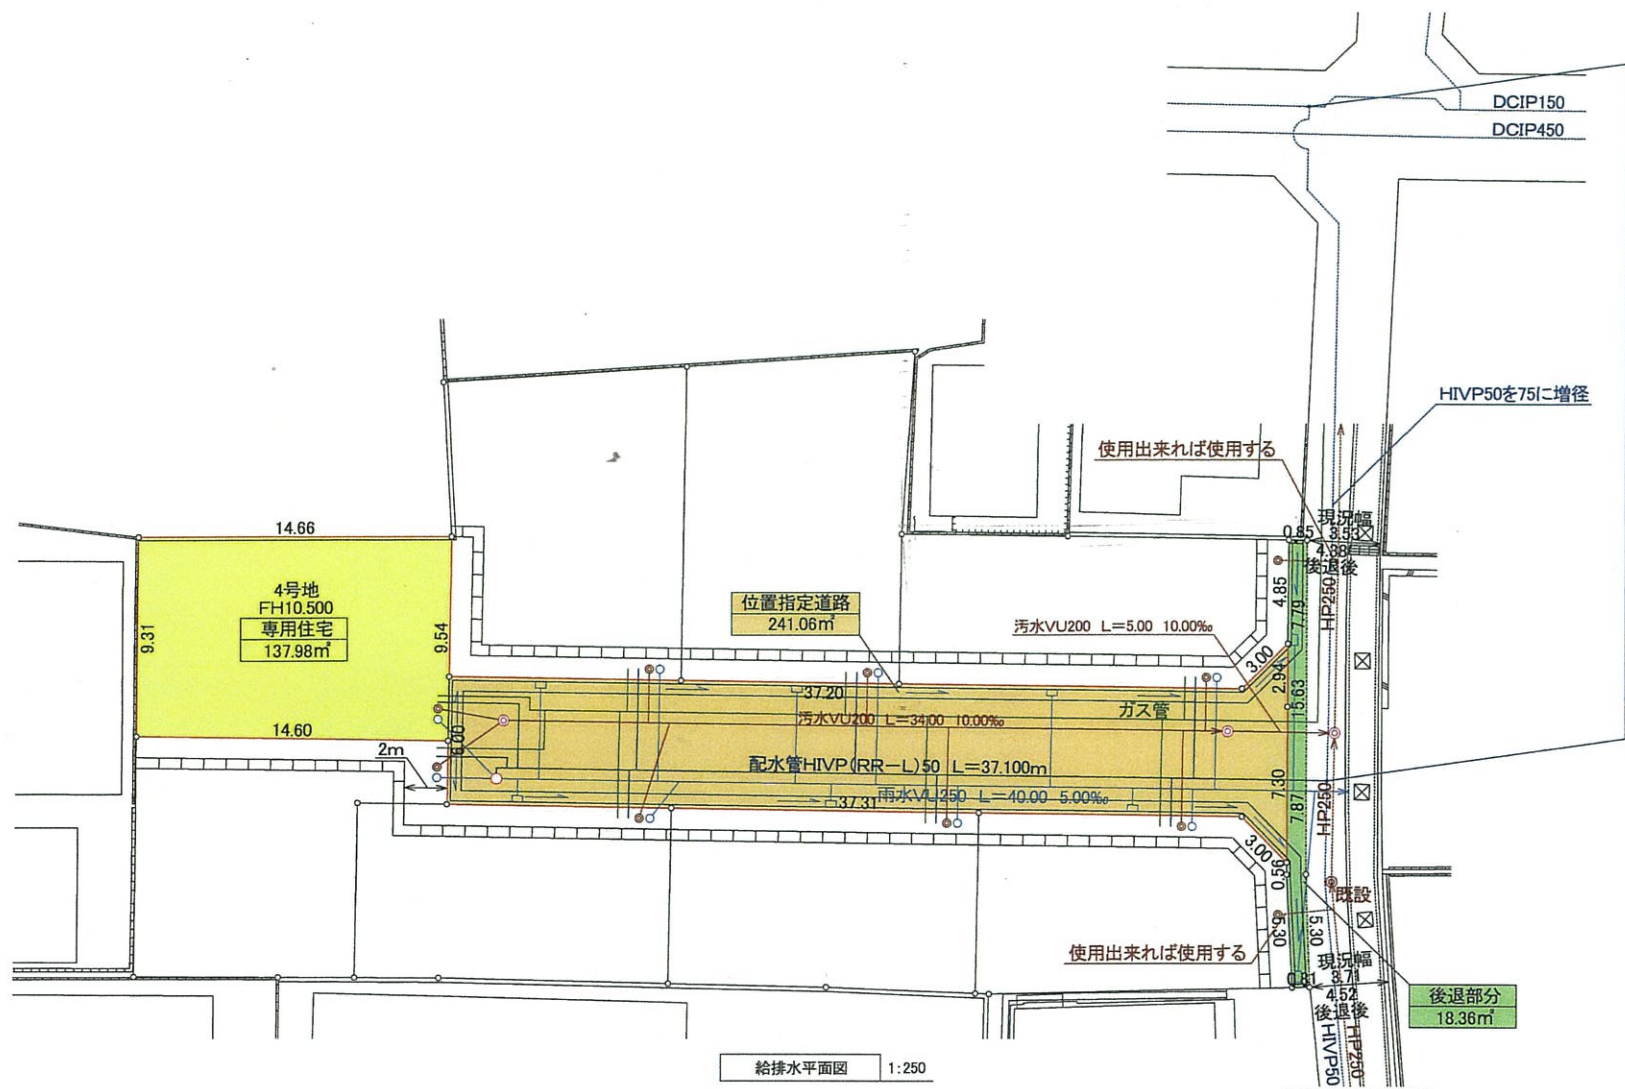 DCIP150
DCIP450
HIVP50を75に増径
使用出来れば使用する
現況幅
0.85
3.53
4.38
後退後
14.66
4号地
FH10.500
専用住宅
137.98㎡
9.31
9.54
14.60
2m
6.00
位置指定道路
241.06㎡
汚水VU200 L=5.00 10.00‰
4.85
7.79
HP250
3.00
2.94
15.63
37.20
ガス管
汚水VU200 L=34.00 10.00‰
配水管HIVP(RR-L)50 L=37.100m
雨水VU250 L=40.00 5.00‰
37.31
7.30
7.87
HP250
3.00
0.56
既設
5.30
5.30
使用出来れば使用する
現況幅
0.81
3.71
4.52
後退後
後退部分
18.36㎡
HIVP50
HP250
給排水平面図
1:250